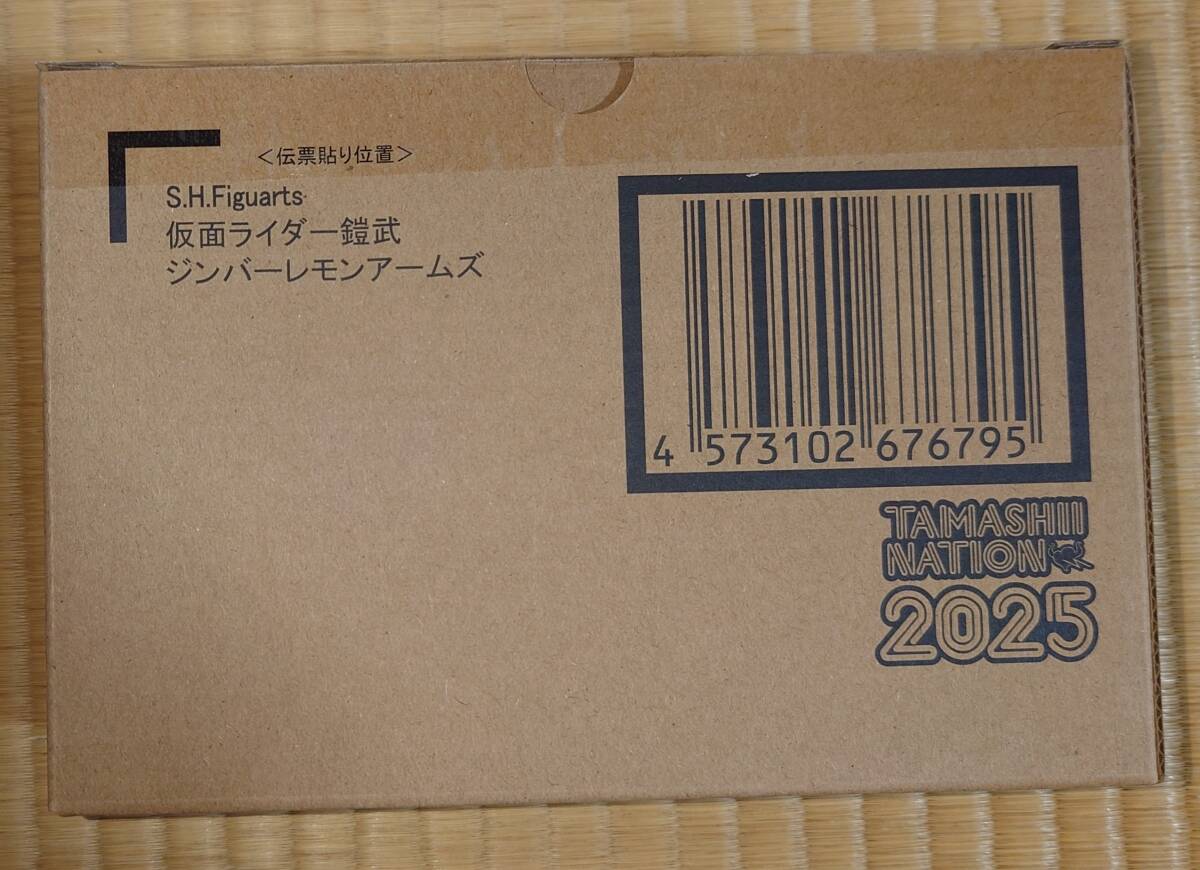 ＜伝票貼り位置＞
S.H.Figuarts
仮面ライダー鎧武
ジンバーレモンアームズ
4 573102 676795
TAMASHII
NATION
2025